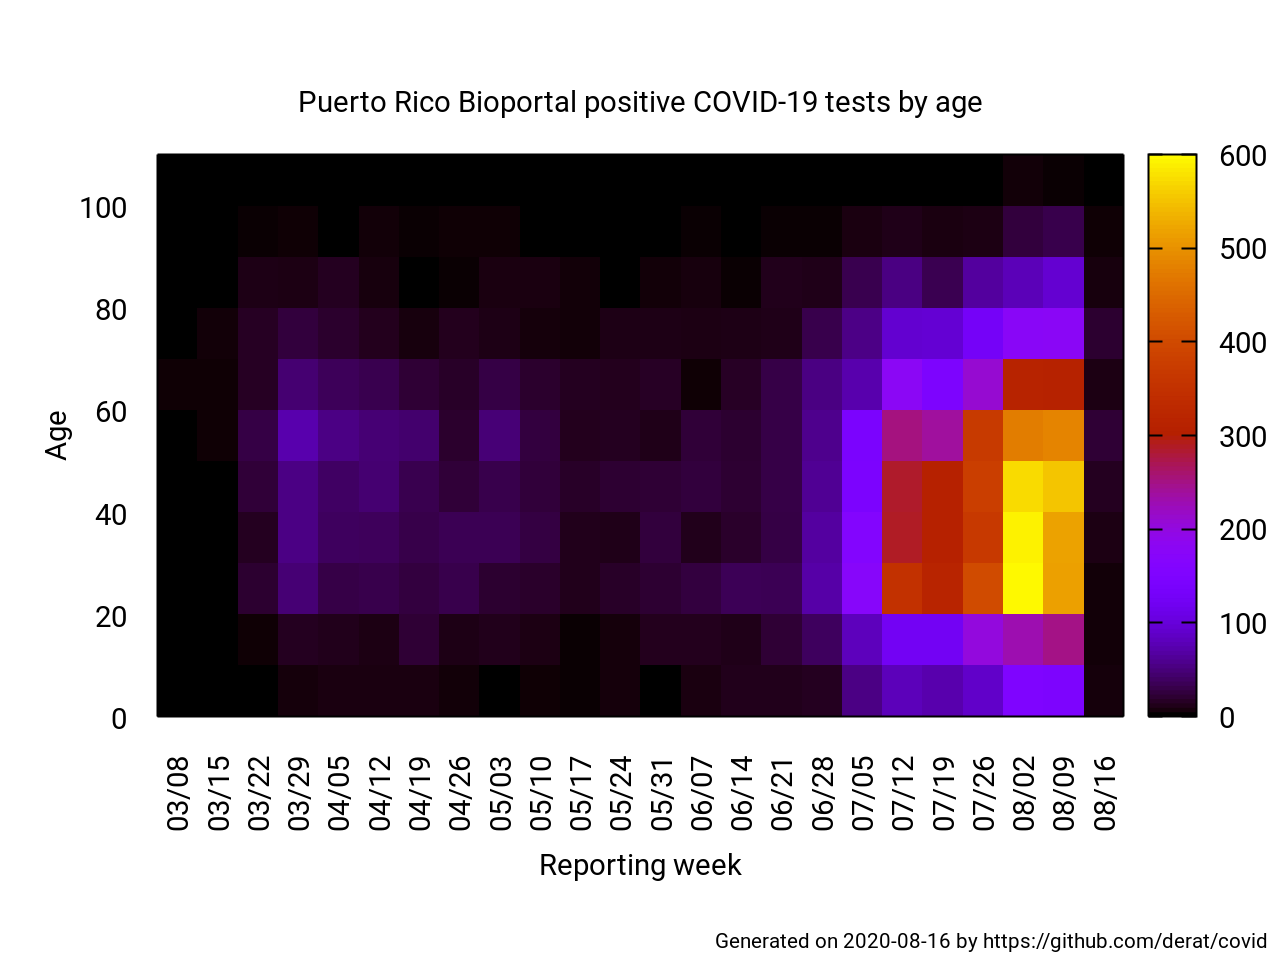 Puerto Rico Bioportal positive COVID-19 tests by age
Age
100
80
60
40
20
0
600
500
400
300
200
100
0
03/08 03/15 03/22 03/29 04/05 04/12 04/19 04/26 05/03 05/10 05/17 05/24 05/31 06/07 06/14 06/21 06/28 07/05 07/12 07/19 07/26 08/02 08/09 08/16
Reporting week
Generated on 2020-08-16 by https://github.com/derat/covid